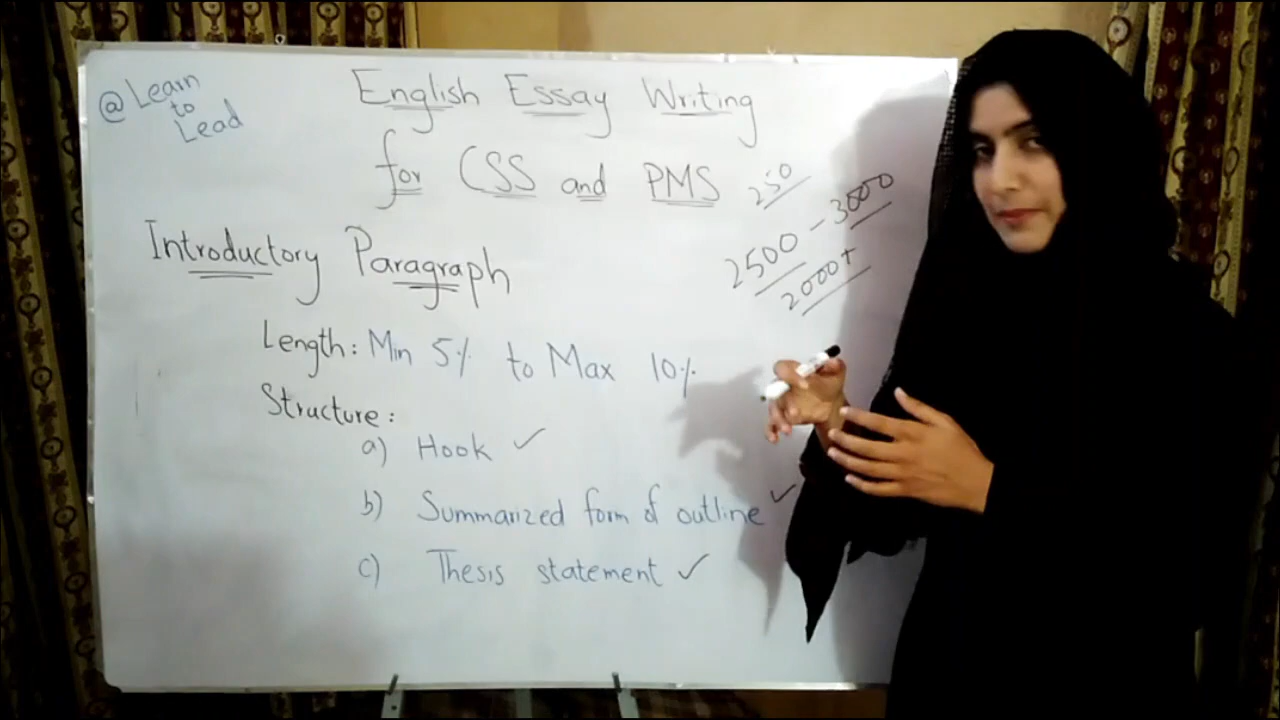 @Learn
to
Lead
English Essay Writing
for CSS and PMS
250
2500 - 3000
2000+
Introductory Paragraph
Length: Min 5% to Max 10%
Structure:
a) Hook ✓
b) Summarized form of outline ✓
c) Thesis statement ✓